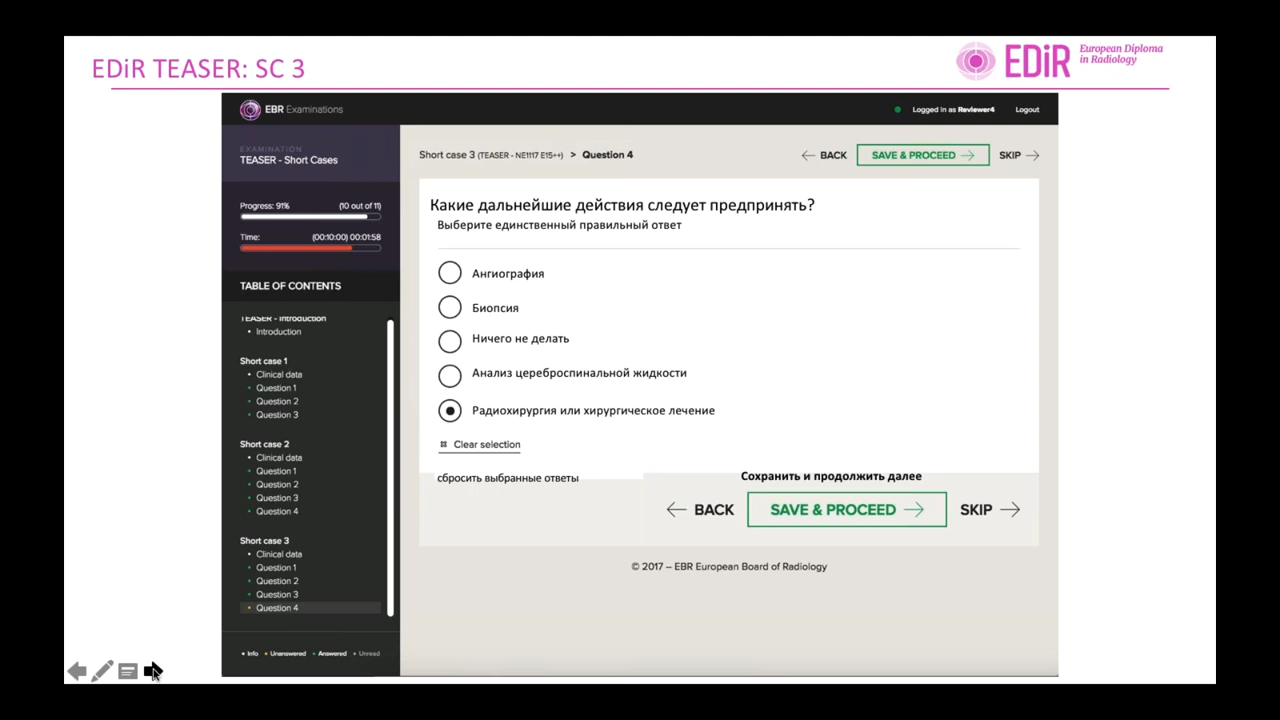 EDiR TEASER: SC 3
EDiR European Diploma
in Radiology
EBR Examinations
Logged in as Reviewer4 Logout
EXAMINATION
TEASER - Short Cases
Progress: 91% (10 out of 11)
Time: (00:10:00) 00:01:58
TABLE OF CONTENTS
TEASER - Introduction
• Introduction
Short case 1
• Clinical data
• Question 1
• Question 2
• Question 3
Short case 2
• Clinical data
• Question 1
• Question 2
• Question 3
• Question 4
Short case 3
• Clinical data
• Question 1
• Question 2
• Question 3
• Question 4
• Info • Unanswered • Answered • Unread
Short case 3 (TEASER - NE1117 E15++) > Question 4
← BACK SAVE & PROCEED → SKIP →
Какие дальнейшие действия следует предпринять?
Выберите единственный правильный ответ
Ангиография
Биопсия
Ничего не делать
Анализ цереброспинальной жидкости
Радиохирургия или хирургическое лечение
Clear selection
сбросить выбранные ответы
Сохранить и продолжить далее
← BACK SAVE & PROCEED → SKIP →
© 2017 – EBR European Board of Radiology